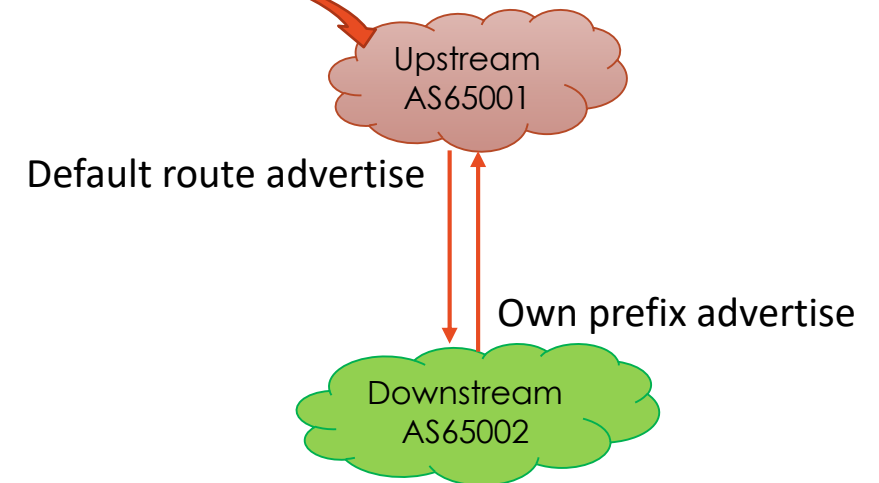 Upstream
AS65001
Default route advertise
Own prefix advertise
Downstream
AS65002